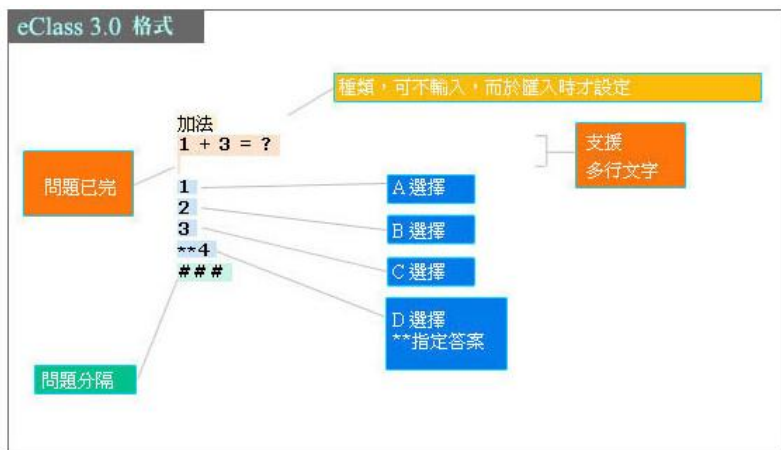 eClass 3.0 格式
種類，可不輸入，而於匯入時才設定
加法
1 + 3 = ?
支援
多行文字
問題已完
1
A 選擇
2
B 選擇
3
C 選擇
**4
###
D 選擇
**指定答案
問題分隔